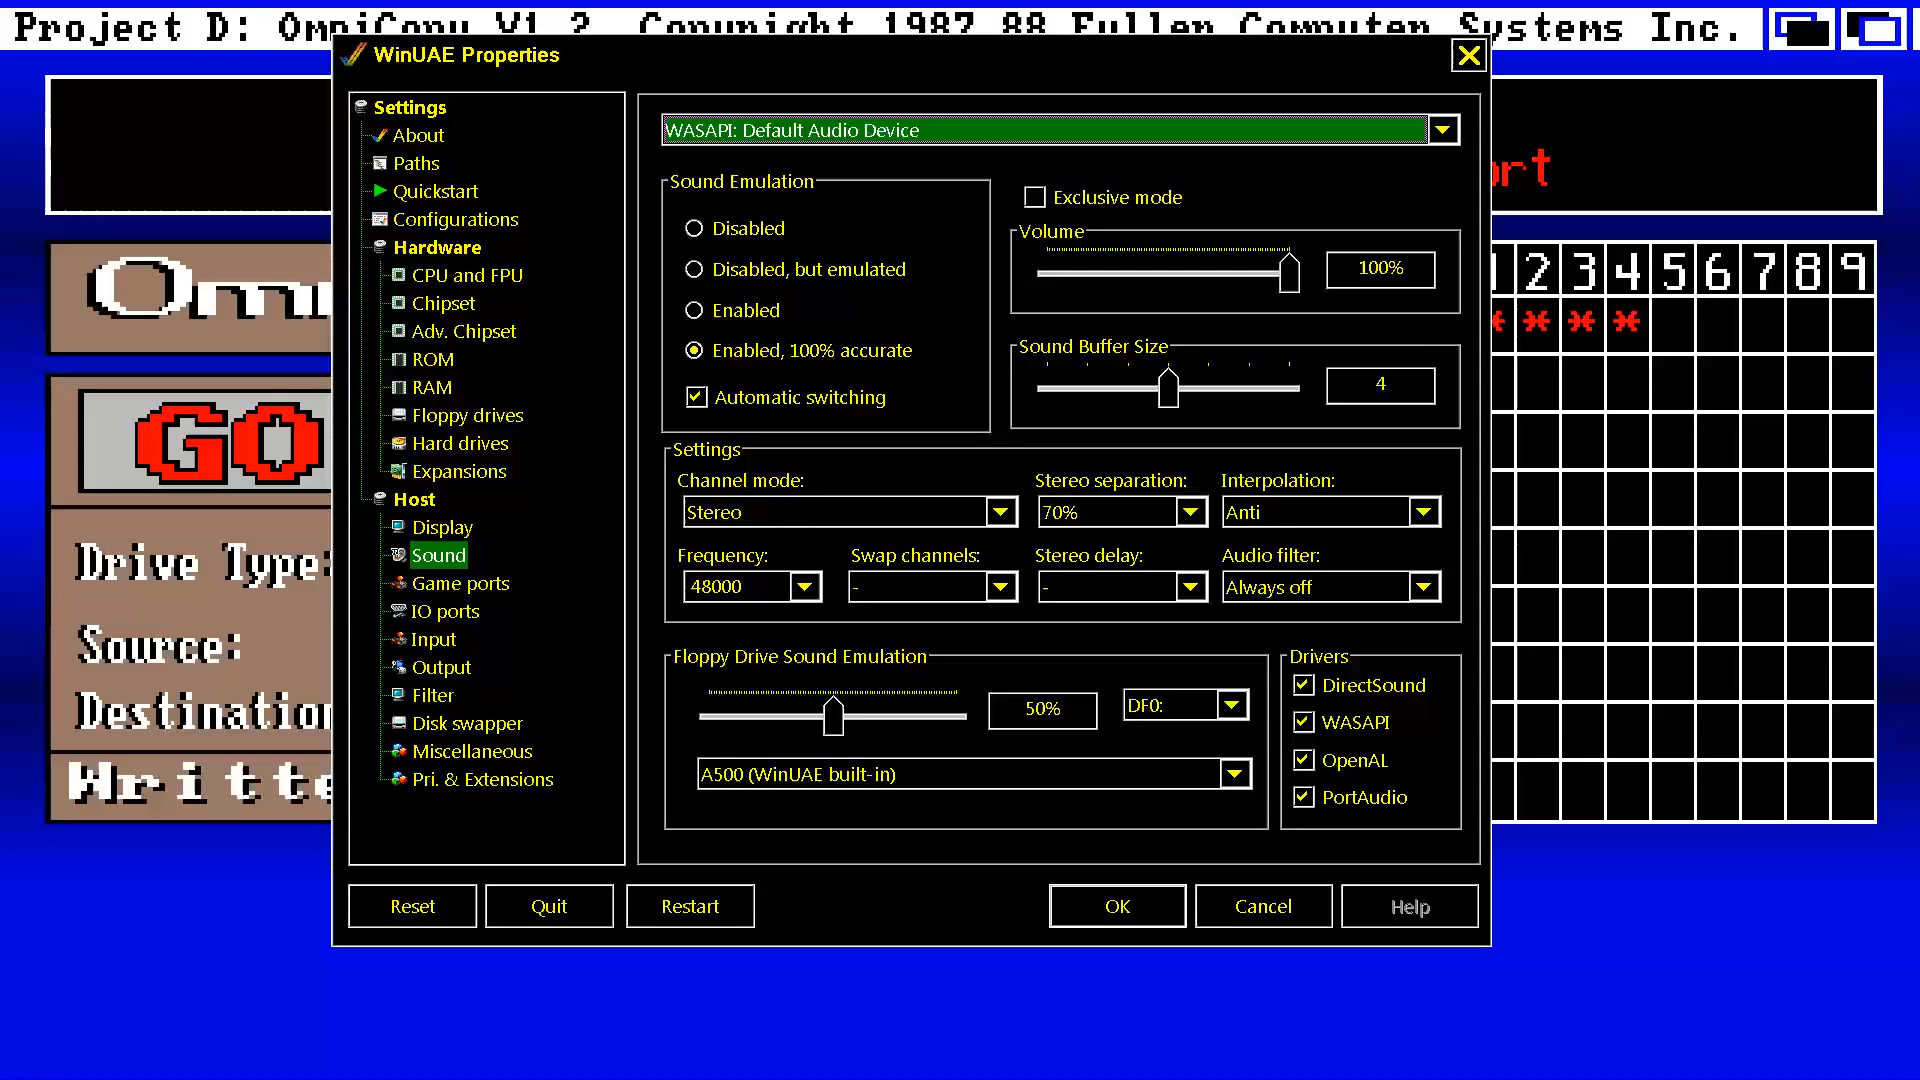 Project D: OmniCopy V1.2 Copyright 1987,88 Fuller Computer Systems Inc.
WinUAE Properties
Settings
About
Paths
Quickstart
Configurations
Hardware
CPU and FPU
Chipset
Adv. Chipset
ROM
RAM
Floppy drives
Hard drives
Expansions
Host
Display
Sound
Game ports
IO ports
Input
Output
Filter
Disk swapper
Miscellaneous
Pri. & Extensions
WASAPI: Default Audio Device
Sound Emulation
Disabled
Disabled, but emulated
Enabled
Enabled, 100% accurate
Automatic switching
Exclusive mode
Volume
100%
Sound Buffer Size
4
Settings
Channel mode:
Stereo separation:
Interpolation:
Stereo
70%
Anti
Frequency:
Swap channels:
Stereo delay:
Audio filter:
48000
-
-
Always off
Floppy Drive Sound Emulation
50%
DF0:
A500 (WinUAE built-in)
Drivers
DirectSound
WASAPI
OpenAL
PortAudio
Reset
Quit
Restart
OK
Cancel
Help
GO
Drive Type:
Source:
Destination
2 3 4 5 6 7 8 9
* * * *